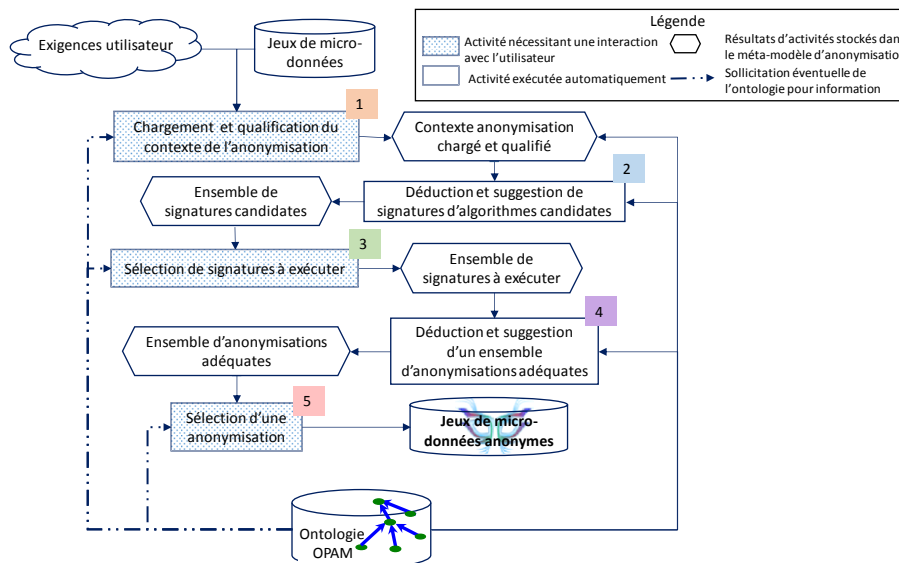 Exigences utilisateur
Jeux de micro-
données
Légende
Activité nécessitant une interaction
avec l'utilisateur
Activité exécutée automatiquement
Résultats d'activités stockés dan
le méta-modèle d'anonymisation
Sollicitation éventuelle de
l'ontologie pour information
1
Chargement et qualification du
contexte de l'anonymisation
Contexte anonymisation
chargé et qualifié
2
Déduction et suggestion de
signatures d'algorithmes candidates
Ensemble de
signatures candidates
3
Sélection de signatures à exécuter
Ensemble de
signatures à exécuter
4
Déduction et suggestion
d'un ensemble
d'anonymisations adéquates
Ensemble d'anonymisations
adéquates
5
Sélection d'une
anonymisation
Jeux de micro-
données anonymes
Ontologie
OPAM